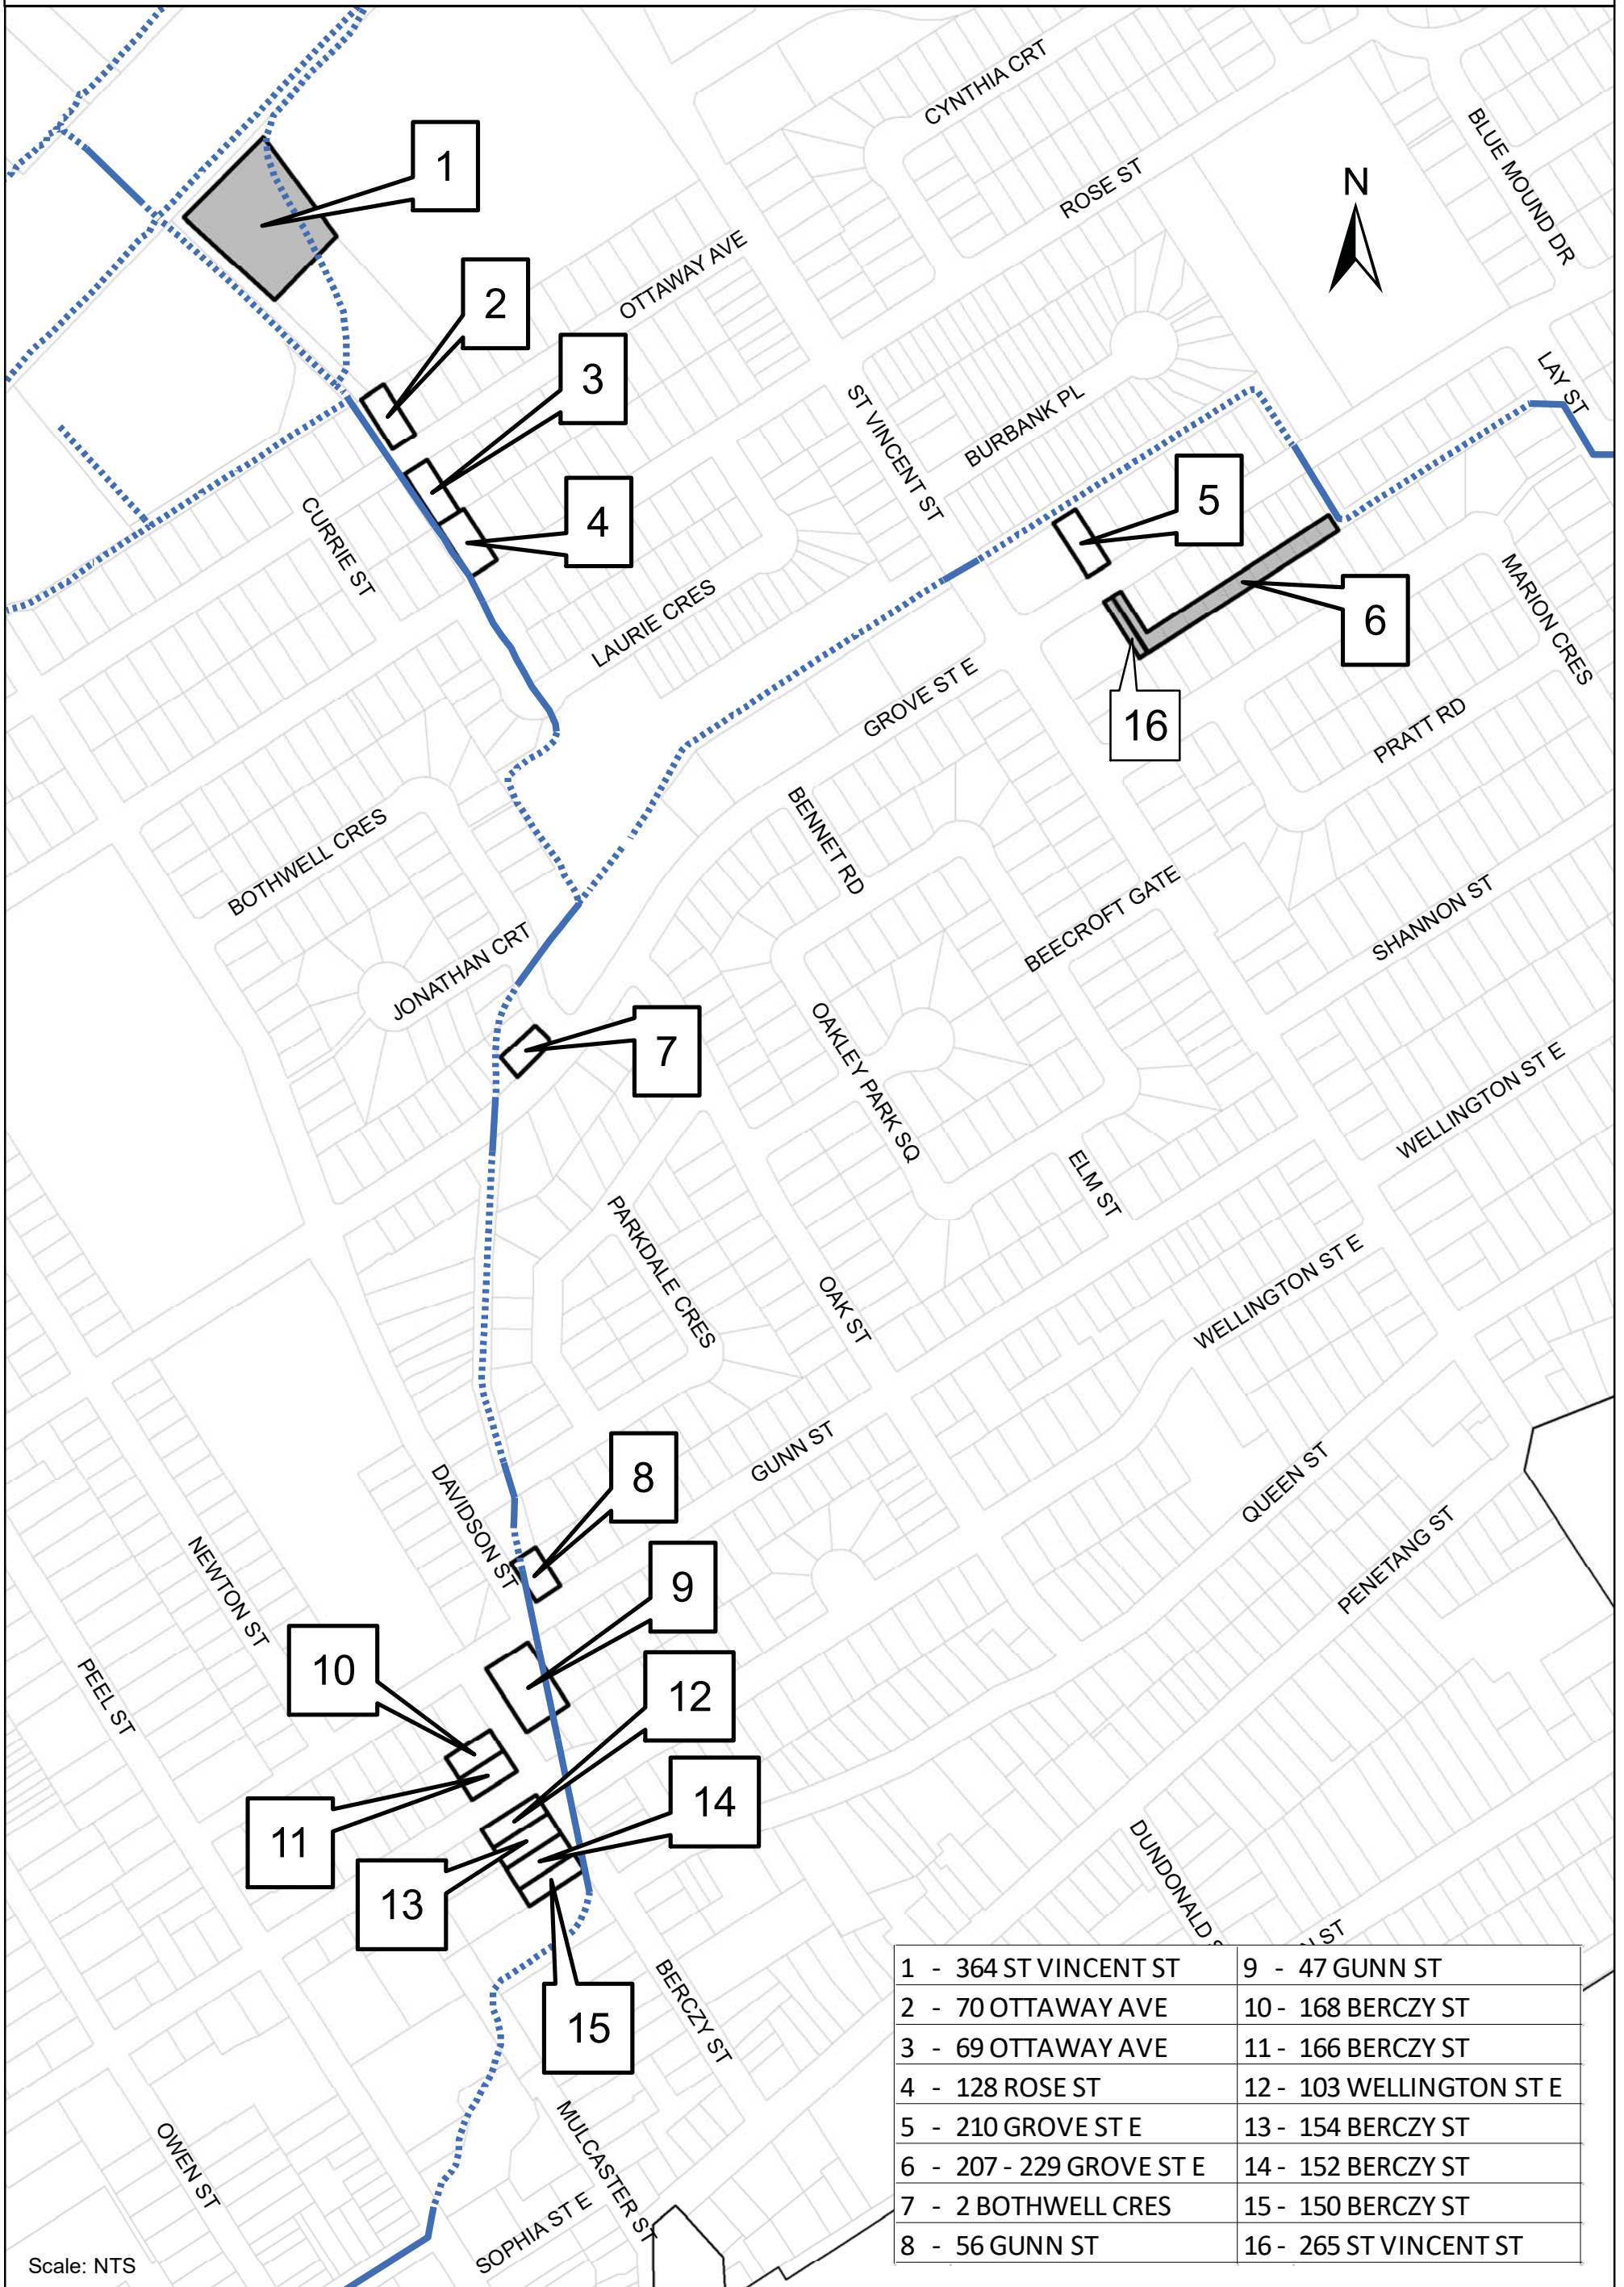 CYNTHIA CRT
BLUE MOUND DR
1
ROSE ST
N
OTTAWAY AVE
2
3
LAY ST
ST VINCENT ST
BURBANK PL
5
4
CURRIE ST
MARION CRES
LAURIE CRES
6
GROVE ST E
16
PRATT RD
BENNET RD
BOTHWELL CRES
BEECROFT GATE
SHANNON ST
JONATHAN CRT
7
OAKLEY PARK SQ
WELLINGTON ST E
ELM ST
PARKDALE CRES
WELLINGTON ST E
OAK ST
GUNN ST
8
QUEEN ST
DAVIDSON ST
PENETANG ST
9
NEWTON ST
10
12
PEEL ST
14
11
13
DUNDONALD
ST
15
BERCZY ST
OWEN ST
MULCASTER ST
SOPHIA ST E
1 - 364 ST VINCENT ST
2 - 70 OTTAWAY AVE
3 - 69 OTTAWAY AVE
4 - 128 ROSE ST
5 - 210 GROVE ST E
6 - 207 - 229 GROVE ST E
7 - 2 BOTHWELL CRES
8 - 56 GUNN ST
9 - 47 GUNN ST
10 - 168 BERCZY ST
11 - 166 BERCZY ST
12 - 103 WELLINGTON ST E
13 - 154 BERCZY ST
14 - 152 BERCZY ST
15 - 150 BERCZY ST
16 - 265 ST VINCENT ST
Scale: NTS